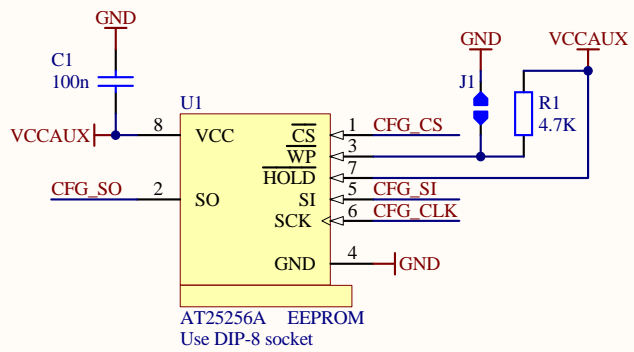 GND
C1
100n
VCCAUX
U1
8
VCC
CFG_SO
2
SO
CS
1
CFG_CS
WP
3
HOLD
7
SI
5
CFG_SI
SCK
6
CFG_CLK
GND
4
GND
GND
J1
VCCAUX
R1
4.7K
AT25256A EEPROM
Use DIP-8 socket